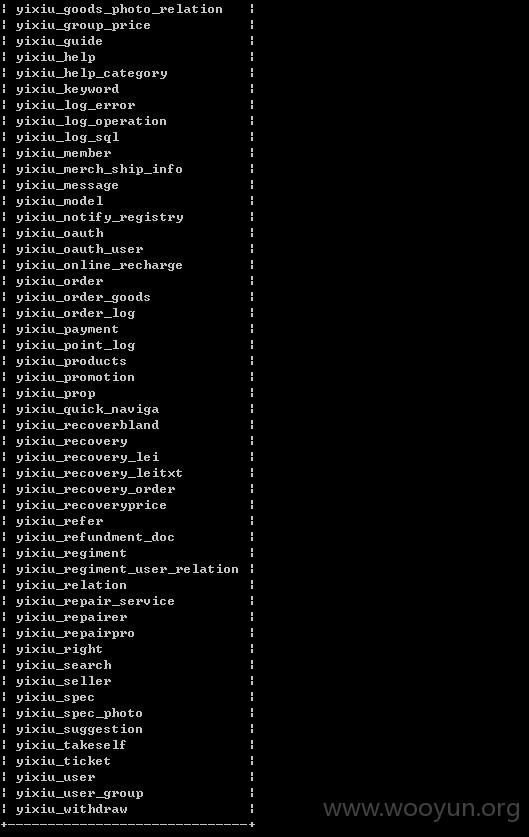 ¦ yixiu_goods_photo_relation ¦
¦ yixiu_group_price ¦
¦ yixiu_guide ¦
¦ yixiu_help ¦
¦ yixiu_help_category ¦
¦ yixiu_keyword ¦
¦ yixiu_log_error ¦
¦ yixiu_log_operation ¦
¦ yixiu_log_sql ¦
¦ yixiu_member ¦
¦ yixiu_merch_ship_info ¦
¦ yixiu_message ¦
¦ yixiu_model ¦
¦ yixiu_notify_registry ¦
¦ yixiu_oauth ¦
¦ yixiu_oauth_user ¦
¦ yixiu_online_recharge ¦
¦ yixiu_order ¦
¦ yixiu_order_goods ¦
¦ yixiu_order_log ¦
¦ yixiu_payment ¦
¦ yixiu_point_log ¦
¦ yixiu_products ¦
¦ yixiu_promotion ¦
¦ yixiu_prop ¦
¦ yixiu_quick_naviga ¦
¦ yixiu_recoverbland ¦
¦ yixiu_recovery ¦
¦ yixiu_recovery_lei ¦
¦ yixiu_recovery_leitxt ¦
¦ yixiu_recovery_order ¦
¦ yixiu_recoveryprice ¦
¦ yixiu_refer ¦
¦ yixiu_refundment_doc ¦
¦ yixiu_regiment ¦
¦ yixiu_regiment_user_relation ¦
¦ yixiu_relation ¦
¦ yixiu_repair_service ¦
¦ yixiu_repairer ¦
¦ yixiu_repairpro ¦
¦ yixiu_right ¦
¦ yixiu_search ¦
¦ yixiu_seller ¦
¦ yixiu_spec ¦
¦ yixiu_spec_photo ¦
¦ yixiu_suggestion ¦
¦ yixiu_takeself ¦
¦ yixiu_ticket ¦
¦ yixiu_user ¦
¦ yixiu_user_group ¦
¦ yixiu_withdraw ¦
+------------------------------+
www.wooyun.org